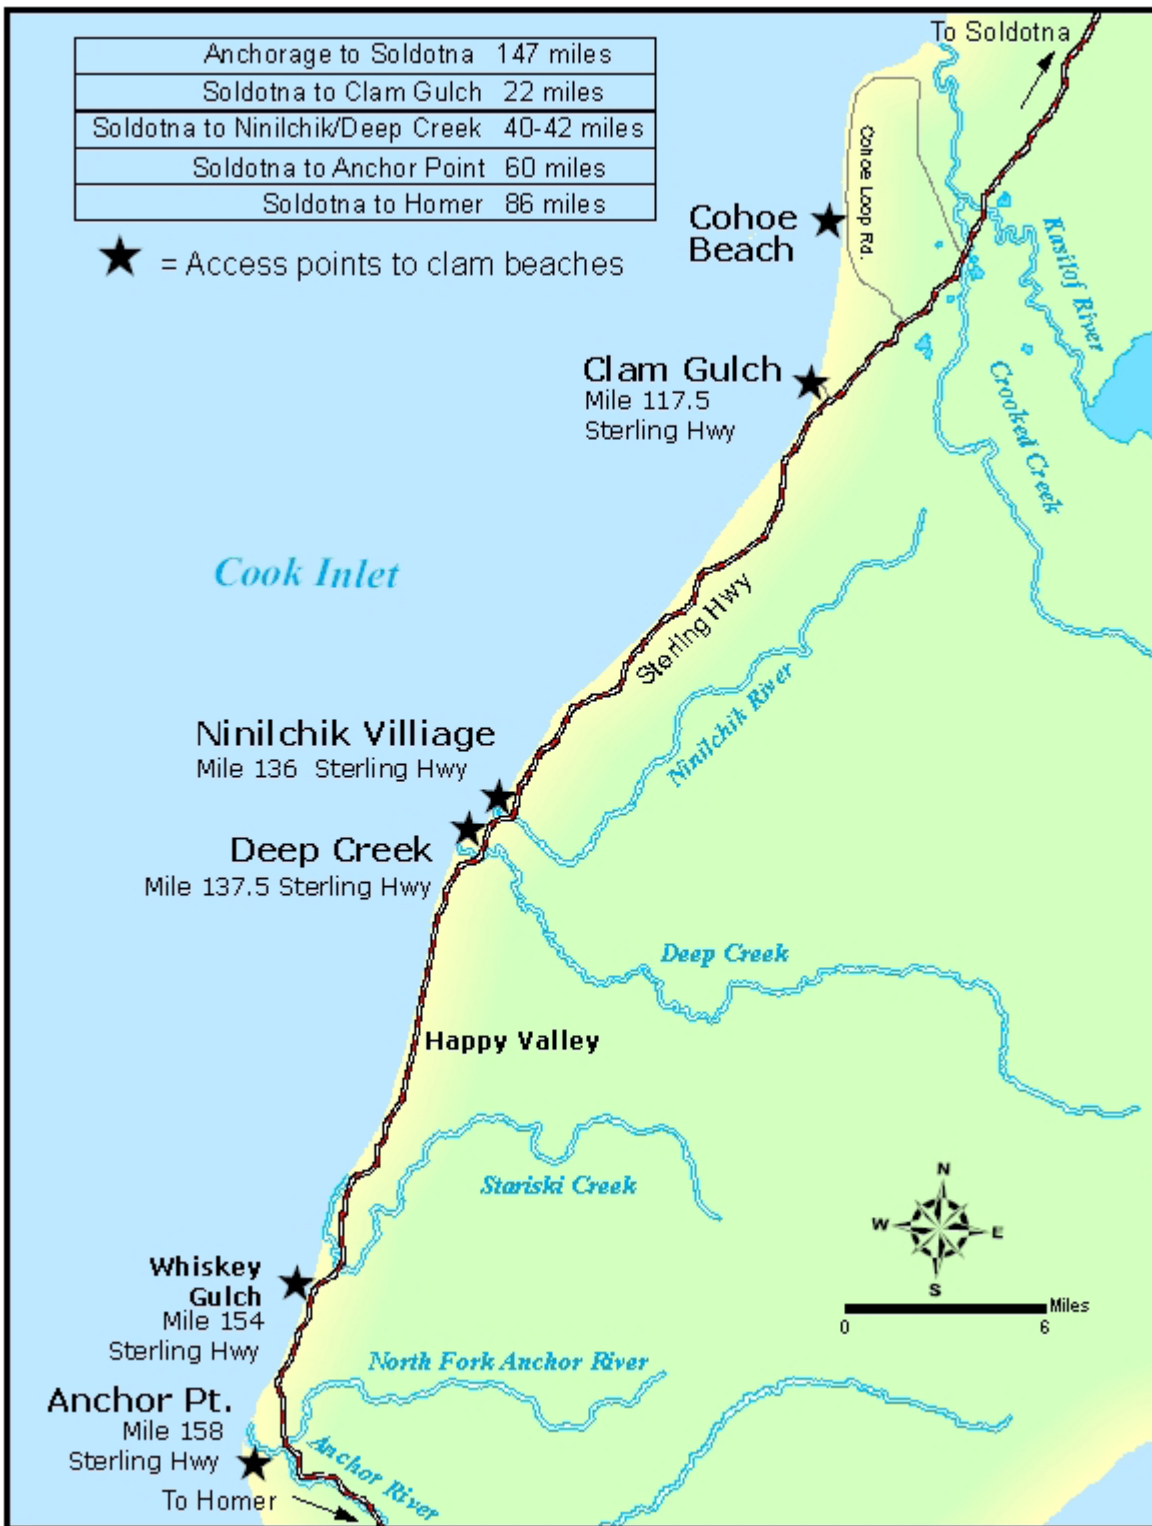 To Soldotna
Anchorage to Soldotna 147 miles
Soldotna to Clam Gulch 22 miles
Soldotna to Ninilchik/Deep Creek 40-42 miles
Soldotna to Anchor Point 60 miles
Soldotna to Homer 86 miles
= Access points to clam beaches
Cohoe Loop Rd.
Cohoe
Beach
Kasilof River
Clam Gulch
Mile 117.5
Sterling Hwy
Crooked Creek
Cook Inlet
Sterling Hwy
Ninilchik River
Ninilchik Villiage
Mile 136 Sterling Hwy
Deep Creek
Mile 137.5 Sterling Hwy
Deep Creek
Happy Valley
Stariski Creek
N
W
E
S
Miles
0 6
Whiskey
Gulch
Mile 154
Sterling Hwy
North Fork Anchor River
Anchor Pt.
Mile 158
Sterling Hwy
Anchor River
To Homer